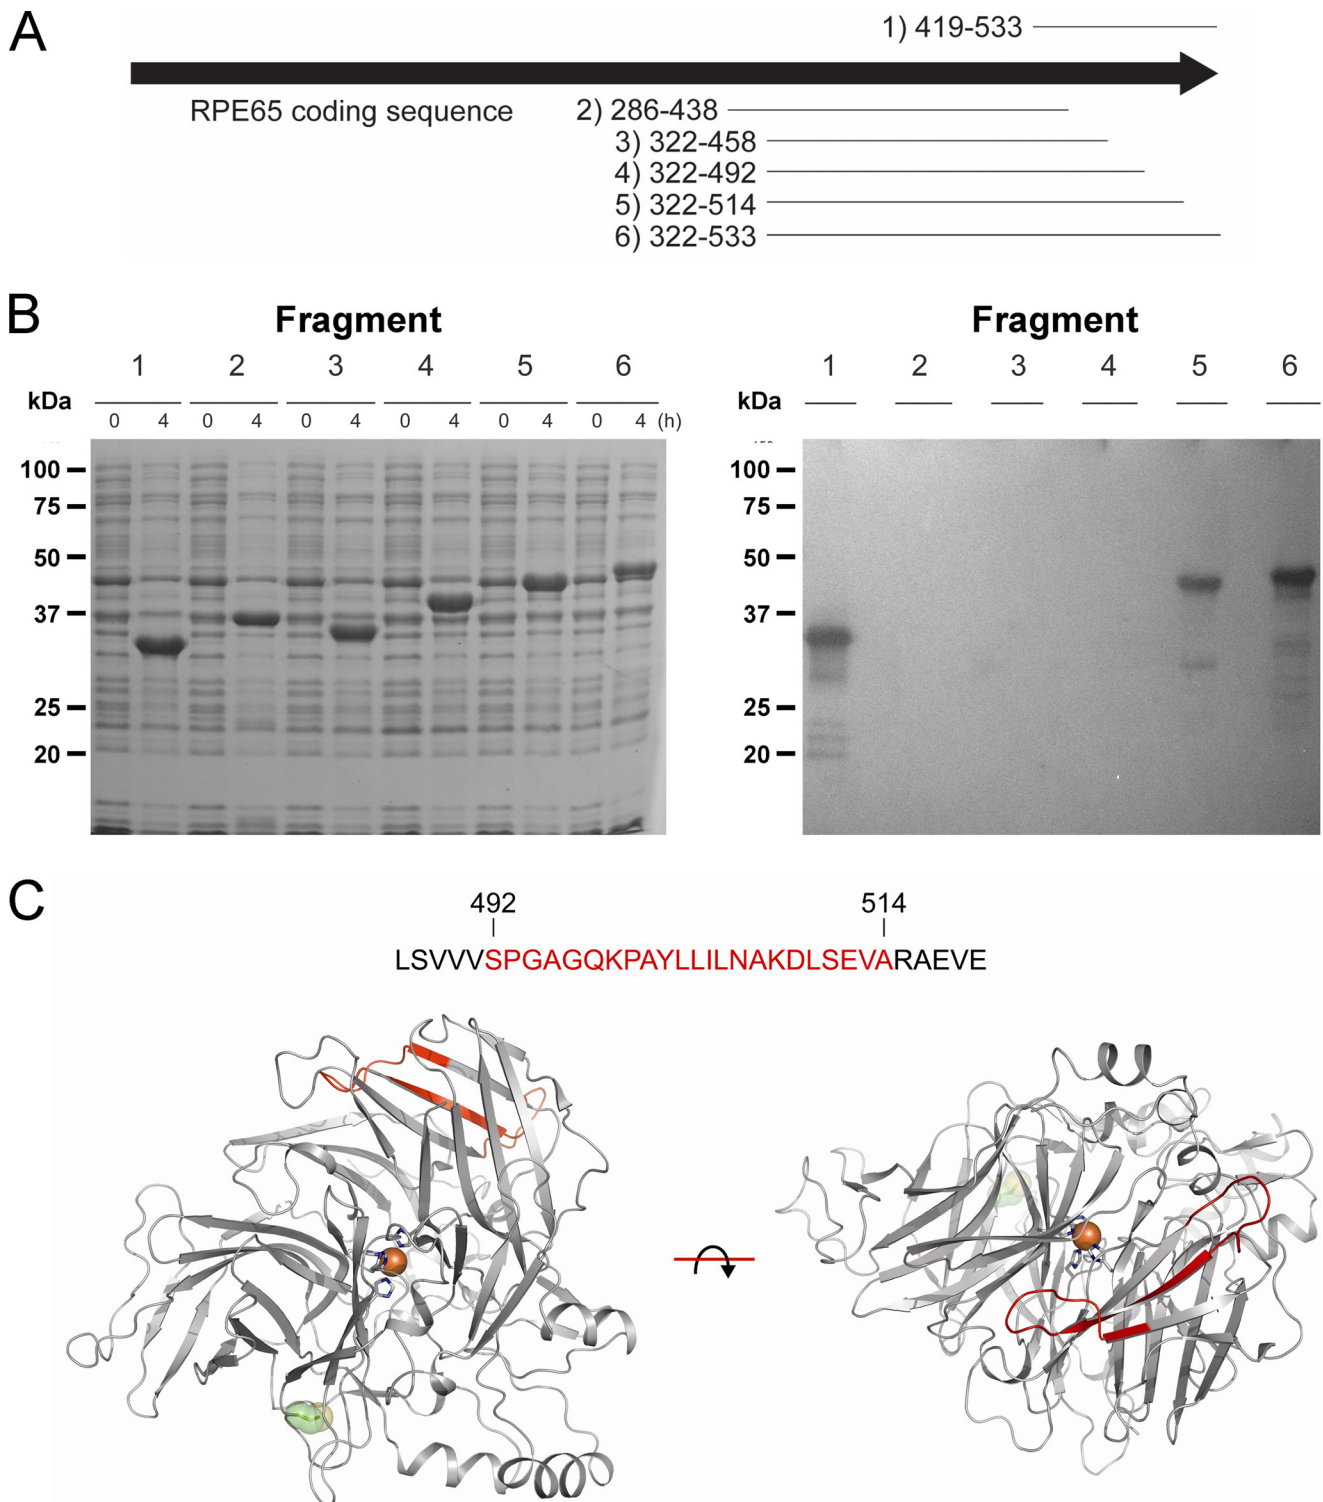 A
1) 419-533
RPE65 coding sequence
2) 286-438
3) 322-458
4) 322-492
5) 322-514
6) 322-533
B
Fragment
1 2 3 4 5 6
kDa
0 4 0 4 0 4 0 4 0 4 0 4 (h)
100
75
50
37
25
20
Fragment
1 2 3 4 5 6
kDa
100
75
50
37
25
20
C
492 514
LSVVVSPGAGQKPAYLLILNAKDLSEVARAEVE